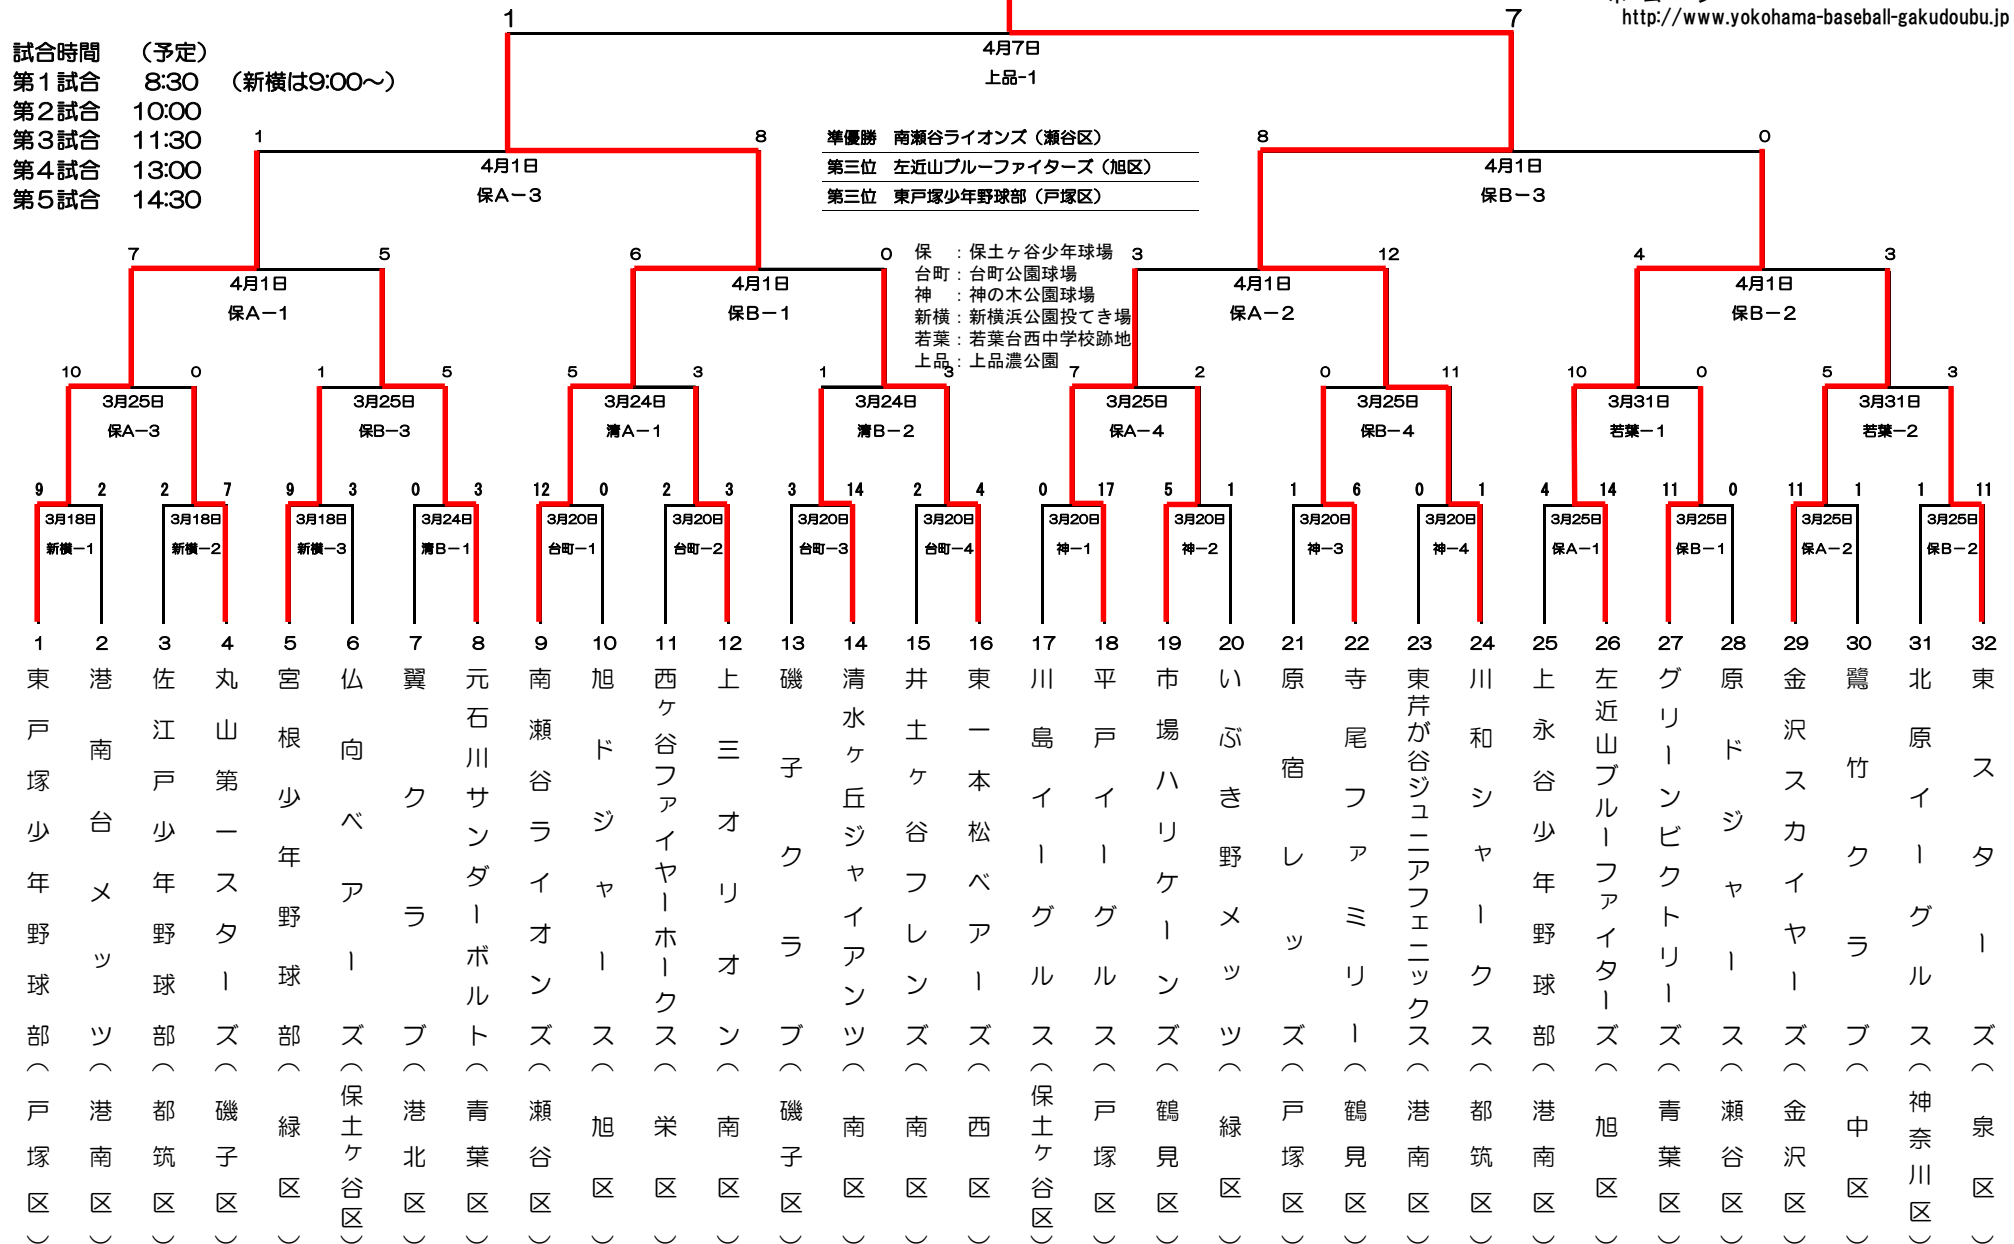 http://www.yokohama-baseball-gakudoubu.jp
1 7
4月7日
上品-1
試合時間 (予定)
第1試合 8:30 (新横は9:00~)
第2試合 10:00
第3試合 11:30
第4試合 13:00
第5試合 14:30
準優勝 南瀬谷ライオンズ(瀬谷区)
第三位 左近山ブルーファイターズ(旭区)
第三位 東戸塚少年野球部(戸塚区)
1 8 8 0
4月1日 4月1日
保A-3 保B-3
保 :保土ヶ谷少年球場
台町:台町公園球場
神 :神の木公園球場
新横:新横浜公園投てき場
若葉:若葉台西中学校跡地
上品:上品濃公園
7 5 6 0 3 12 4 3
4月1日 4月1日 4月1日 4月1日
保A-1 保B-1 保A-2 保B-2
10 0 1 5 5 3 1 3 7 2 0 11 10 0 5 3
3月25日 3月25日 3月24日 3月24日 3月25日 3月25日 3月31日 3月31日
保A-3 保B-3 清A-1 清B-2 保A-4 保B-4 若葉-1 若葉-2
9 2 2 7 9 3 0 3 12 0 2 3 3 14 2 4 0 17 5 1 1 6 0 1 4 14 11 0 11 1 1 11
3月18日 3月18日 3月18日 3月24日 3月20日 3月20日 3月20日 3月20日 3月20日 3月20日 3月20日 3月20日 3月25日 3月25日 3月25日 3月25日
新横-1 新横-2 新横-3 清B-1 台町-1 台町-2 台町-3 台町-4 神-1 神-2 神-3 神-4 保A-1 保B-1 保A-2 保B-2
1 東戸塚少年野球部(戸塚区)
2 港南台メッツ(港南区)
3 佐江戸少年野球部(都筑区)
4 丸山第一スターズ(磯子区)
5 宮根少年野球部(緑区)
6 仏向ベアーズ(保土ヶ谷区)
7 翼クラブ(港北区)
8 元石川サンダーボルト(青葉区)
9 南瀬谷ライオンズ(瀬谷区)
10 旭ドジャース(旭区)
11 西ヶ谷ファイヤーホークス(栄区)
12 上三オリオン(南区)
13 磯子クラブ(磯子区)
14 清水ヶ丘ジャイアンツ(南区)
15 井土ヶ谷フレンズ(南区)
16 東一本松ベアーズ(西区)
17 川島イーグルス(保土ヶ谷区)
18 平戸イーグルス(戸塚区)
19 市場ハリケーンズ(鶴見区)
20 いぶき野メッツ(緑区)
21 原宿レッズ(戸塚区)
22 寺尾ファミリー(鶴見区)
23 東芹が谷ジュニアフェニックス(港南区)
24 川和シャークス(都筑区)
25 上永谷少年野球部(港南区)
26 左近山ブルーファイターズ(旭区)
27 グリーンビクトリーズ(青葉区)
28 原ドジャース(瀬谷区)
29 金沢スカイヤーズ(金沢区)
30 鷺竹クラブ(中区)
31 北原イーグルス(神奈川区)
32 東スターズ(泉区)